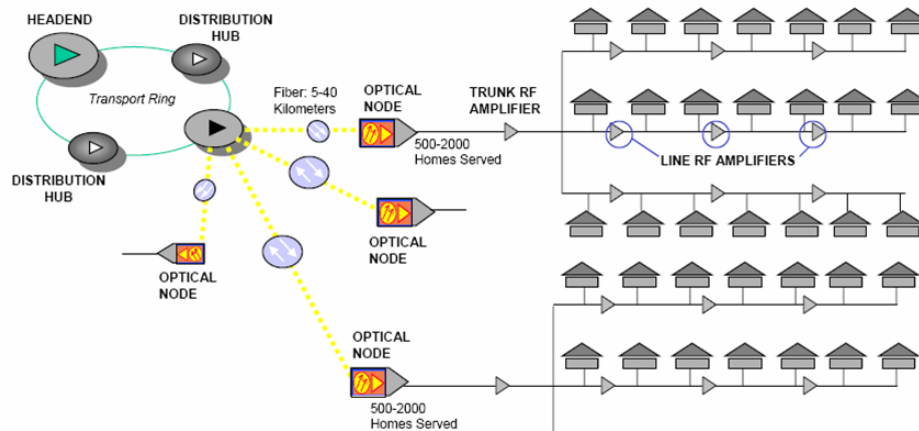 HEADEND
DISTRIBUTION
HUB
Transport Ring
DISTRIBUTION
HUB
Fiber: 5-40
Kilometers
OPTICAL
NODE
TRUNK RF
AMPLIFIER
500-2000
Homes Served
LINE RF AMPLIFIERS
OPTICAL
NODE
OPTICAL
NODE
OPTICAL
NODE
500-2000
Homes Served